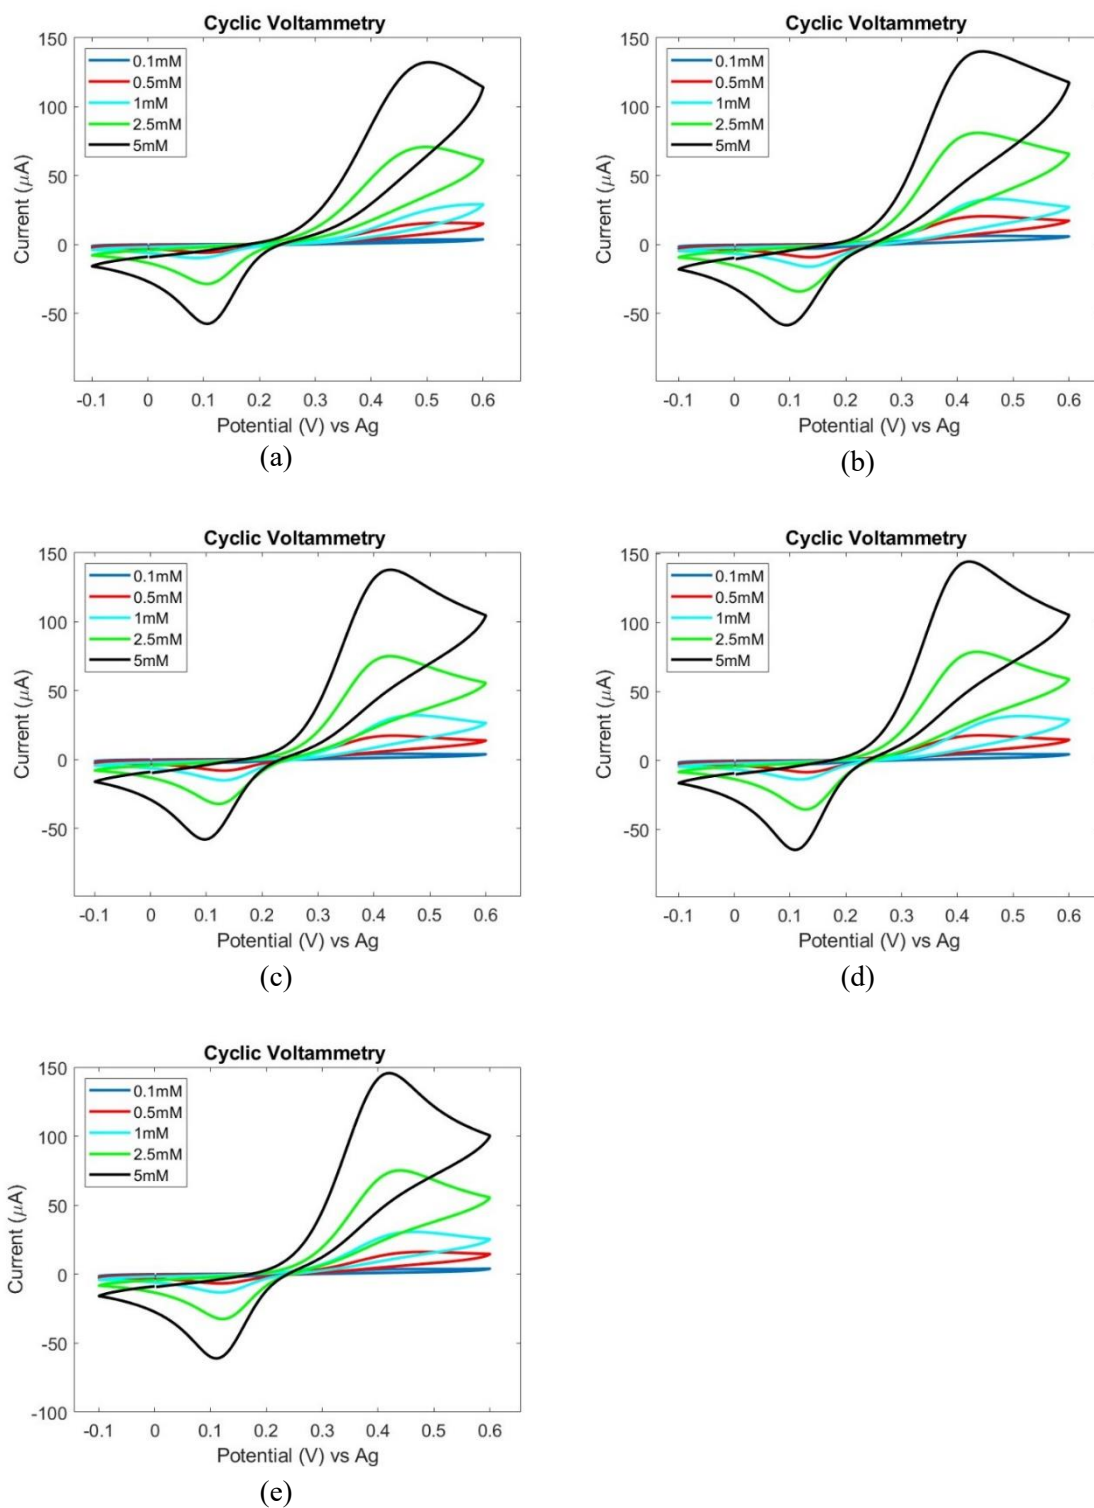 Cyclic Voltammetry
150
100
50
0
-50
Current (μA)
0.1mM
0.5mM
1mM
2.5mM
5mM
-0.1 0 0.1 0.2 0.3 0.4 0.5 0.6
Potential (V) vs Ag
(a)
Cyclic Voltammetry
150
100
50
0
-50
Current (μA)
0.1mM
0.5mM
1mM
2.5mM
5mM
-0.1 0 0.1 0.2 0.3 0.4 0.5 0.6
Potential (V) vs Ag
(b)
Cyclic Voltammetry
150
100
50
0
-50
Current (μA)
0.1mM
0.5mM
1mM
2.5mM
5mM
-0.1 0 0.1 0.2 0.3 0.4 0.5 0.6
Potential (V) vs Ag
(c)
Cyclic Voltammetry
150
100
50
0
-50
Current (μA)
0.1mM
0.5mM
1mM
2.5mM
5mM
-0.1 0 0.1 0.2 0.3 0.4 0.5 0.6
Potential (V) vs Ag
(d)
Cyclic Voltammetry
150
100
50
0
-50
-100
Current (μA)
0.1mM
0.5mM
1mM
2.5mM
5mM
-0.1 0 0.1 0.2 0.3 0.4 0.5 0.6
Potential (V) vs Ag
(e)